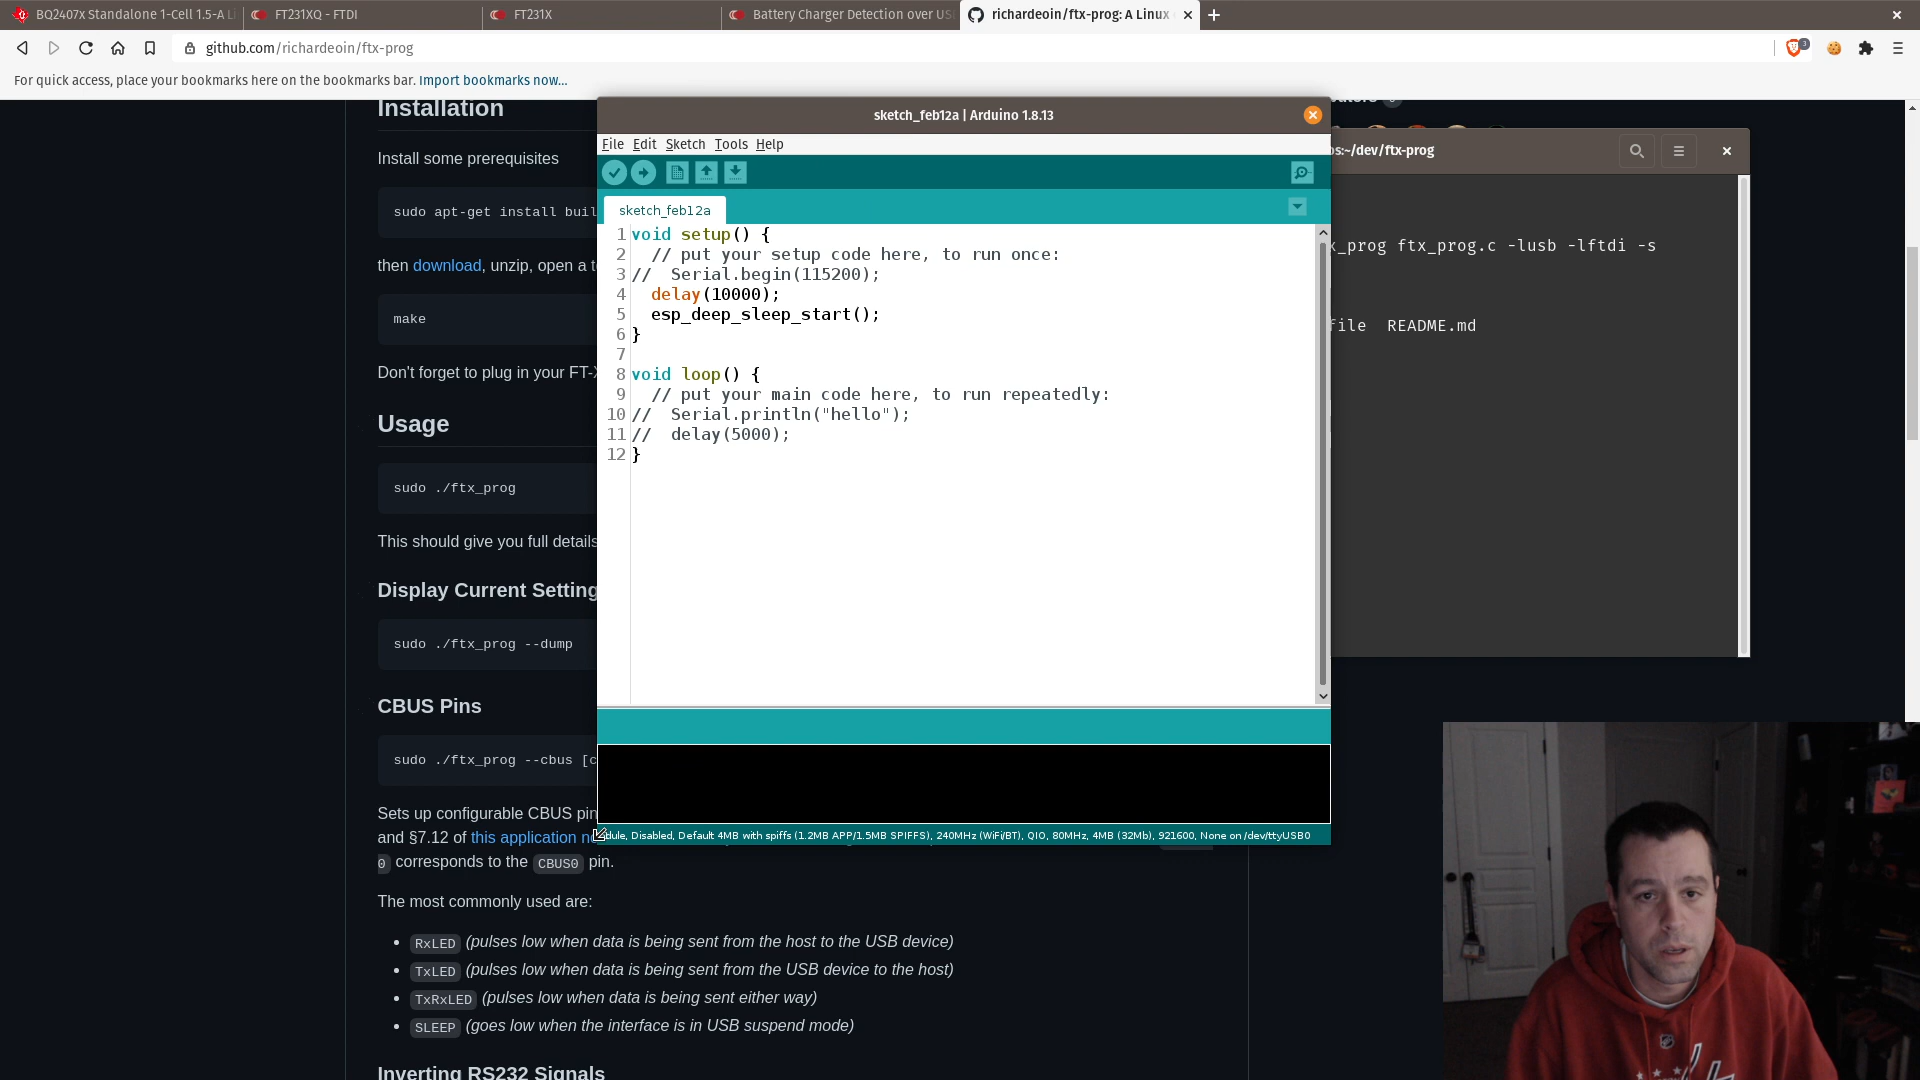 BQ2407x Standalone 1-Cell 1.5-A Li
FT231XQ - FTDI
FT231X
Battery Charger Detection over US
richardeoin/ftx-prog: A Linux
github.com/richardeoin/ftx-prog
For quick access, place your bookmarks here on the bookmarks bar. Import bookmarks now...
Installation
Install some prerequisites
sudo apt-get install buil
then download, unzip, open a te
make
Don't forget to plug in your FT-X
Usage
sudo ./ftx_prog
This should give you full details
Display Current Setting
sudo ./ftx_prog --dump
CBUS Pins
sudo ./ftx_prog --cbus [c
Sets up configurable CBUS pin
and §7.12 of this application no
0 corresponds to the CBUS0 pin.
The most commonly used are:
• RxLED (pulses low when data is being sent from the host to the USB device)
• TxLED (pulses low when data is being sent from the USB device to the host)
• TxRxLED (pulses low when data is being sent either way)
• SLEEP (goes low when the interface is in USB suspend mode)
Inverting RS232 Signals
sketch_feb12a | Arduino 1.8.13
File Edit Sketch Tools Help
sketch_feb12a
1 void setup() {
2 // put your setup code here, to run once:
3 // Serial.begin(115200);
4 delay(10000);
5 esp_deep_sleep_start();
6 }
7
8 void loop() {
9 // put your main code here, to run repeatedly:
10 // Serial.println("hello");
11 // delay(5000);
12 }
dule, Disabled, Default 4MB with spiffs (1.2MB APP/1.5MB SPIFFS), 240MHz (WiFi/BT), QIO, 80MHz, 4MB (32Mb), 921600, None on /dev/ttyUSB0
os:~/dev/ftx-prog
x_prog ftx_prog.c -lusb -lftdi -s
file README.md